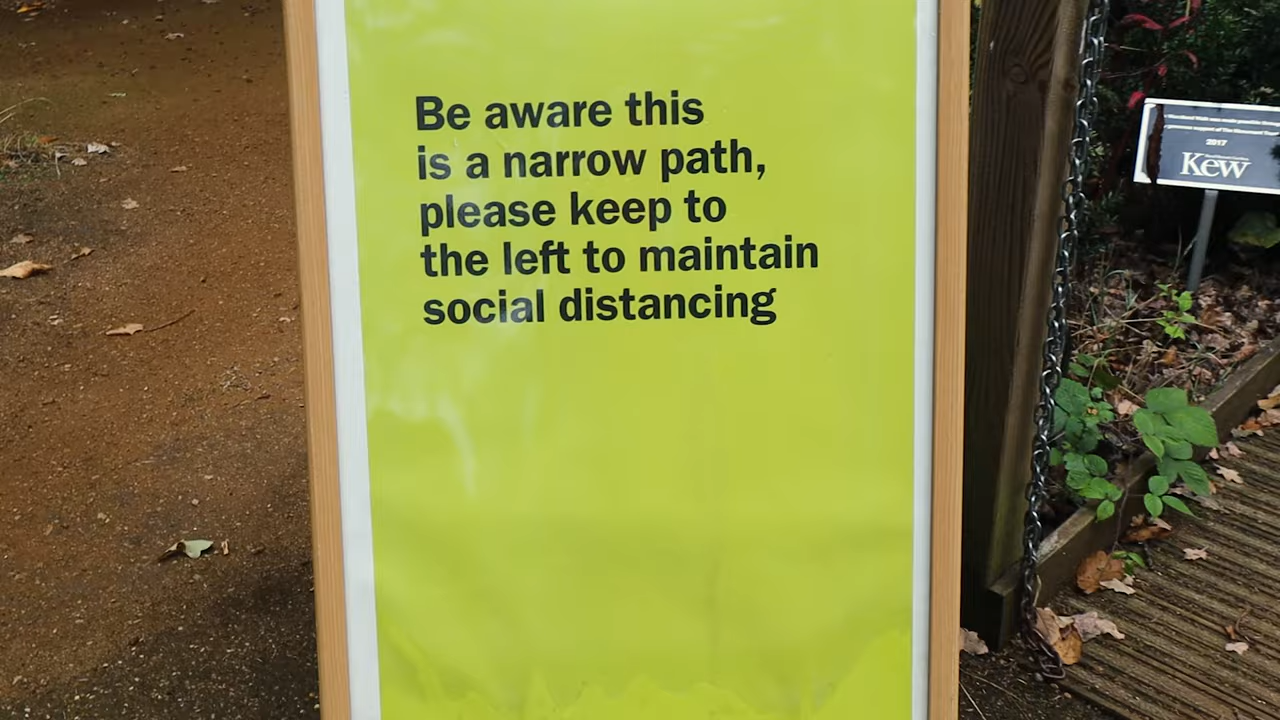 Be aware this
is a narrow path,
please keep to
the left to maintain
social distancing
2017
Kew